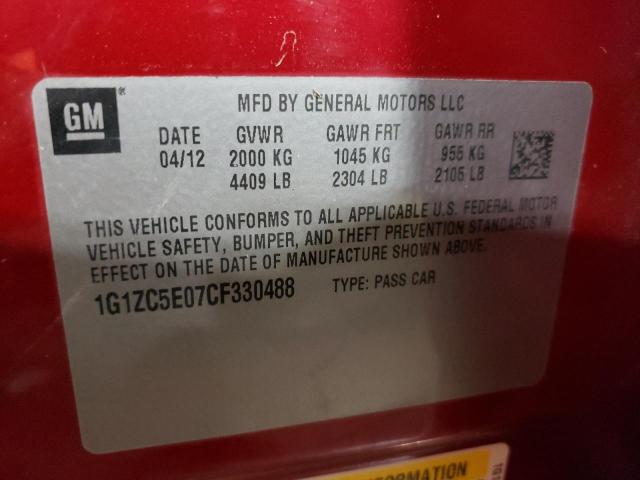 GM
MFD BY GENERAL MOTORS LLC
DATE GVWR GAWR FRT GAWR RR
04/12 2000 KG 1045 KG 955 KG
4409 LB 2304 LB 2105 LB
THIS VEHICLE CONFORMS TO ALL APPLICABLE U.S. FEDERAL MOTOR
VEHICLE SAFETY, BUMPER, AND THEFT PREVENTION STANDARDS IN
EFFECT ON THE DATE OF MANUFACTURE SHOWN ABOVE.
1G1ZC5E07CF330488 TYPE: PASS CAR